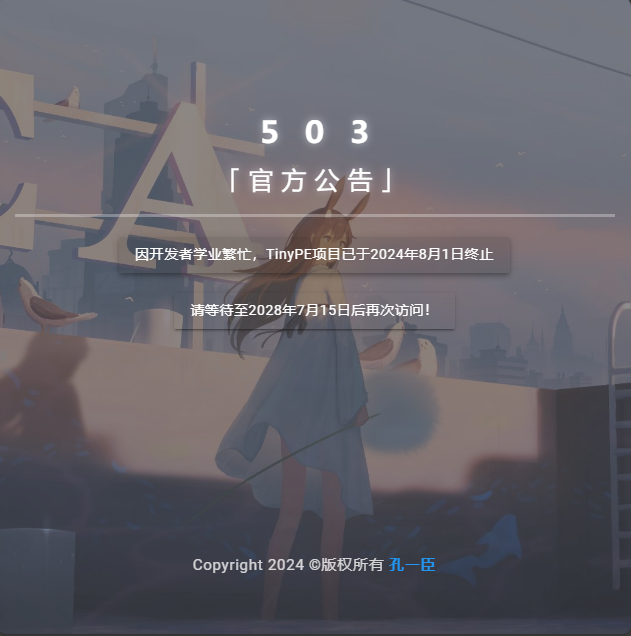 CA
503
「官方公告」
因开发者学业繁忙，TinyPE项目已于2024年8月1日终止
请等待至2028年7月15日后再次访问！
Copyright 2024 ©版权所有 孔一臣